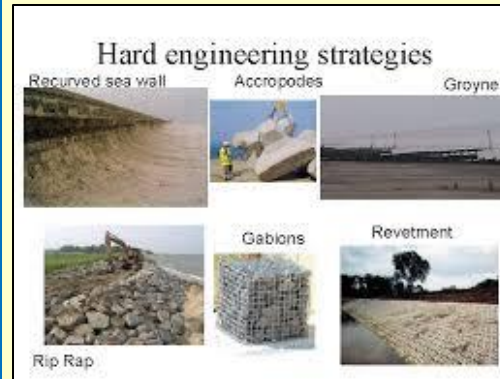 Hard engineering strategies
Recurved sea wall
Accropodes
Groyne
Gabions
Revetment
Rip Rap